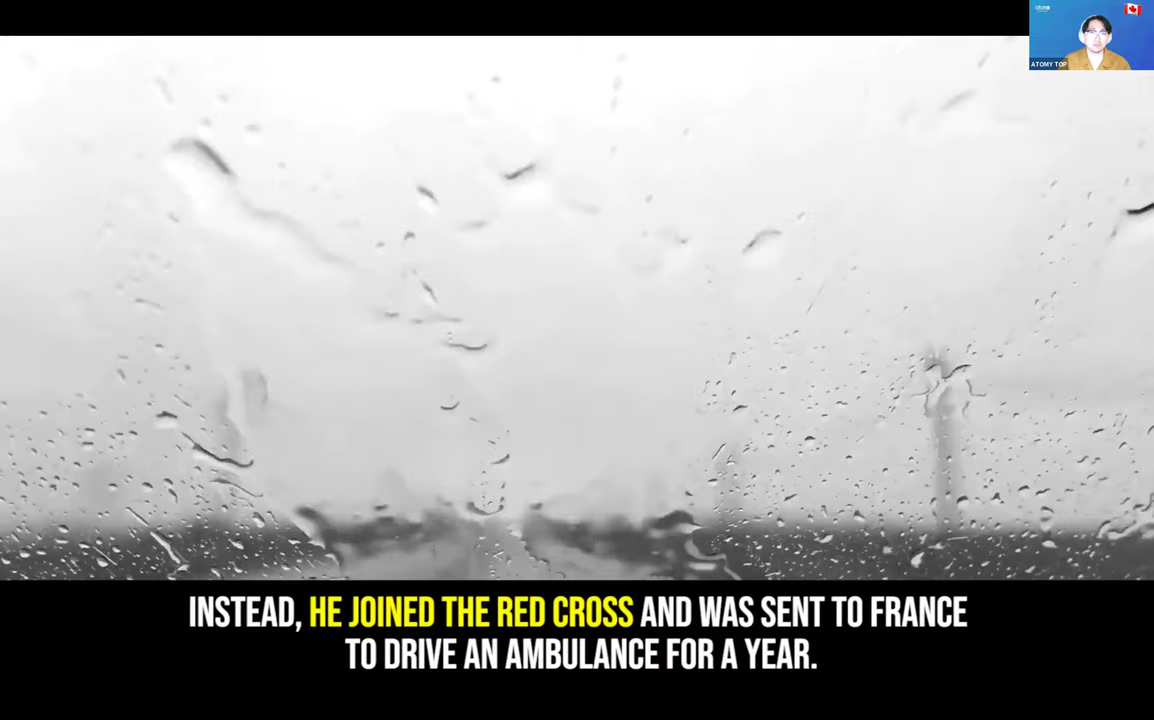 ATOMY TOP
INSTEAD, HE JOINED THE RED CROSS AND WAS SENT TO FRANCE
TO DRIVE AN AMBULANCE FOR A YEAR.